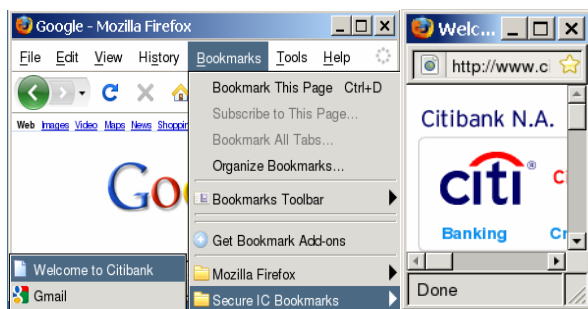 Google - Mozilla Firefox
File Edit View History Bookmarks Tools Help
Bookmark This Page Ctrl+D
Subscribe to This Page...
Bookmark All Tabs...
Organize Bookmarks...
Bookmarks Toolbar
Get Bookmark Add-ons
Mozilla Firefox
Secure IC Bookmarks
Web Images Video Maps News Shoppin
Goo
Welcome to Citibank
Gmail
Welc...
http://www.c
Citibank N.A.
citi®
Banking
Done